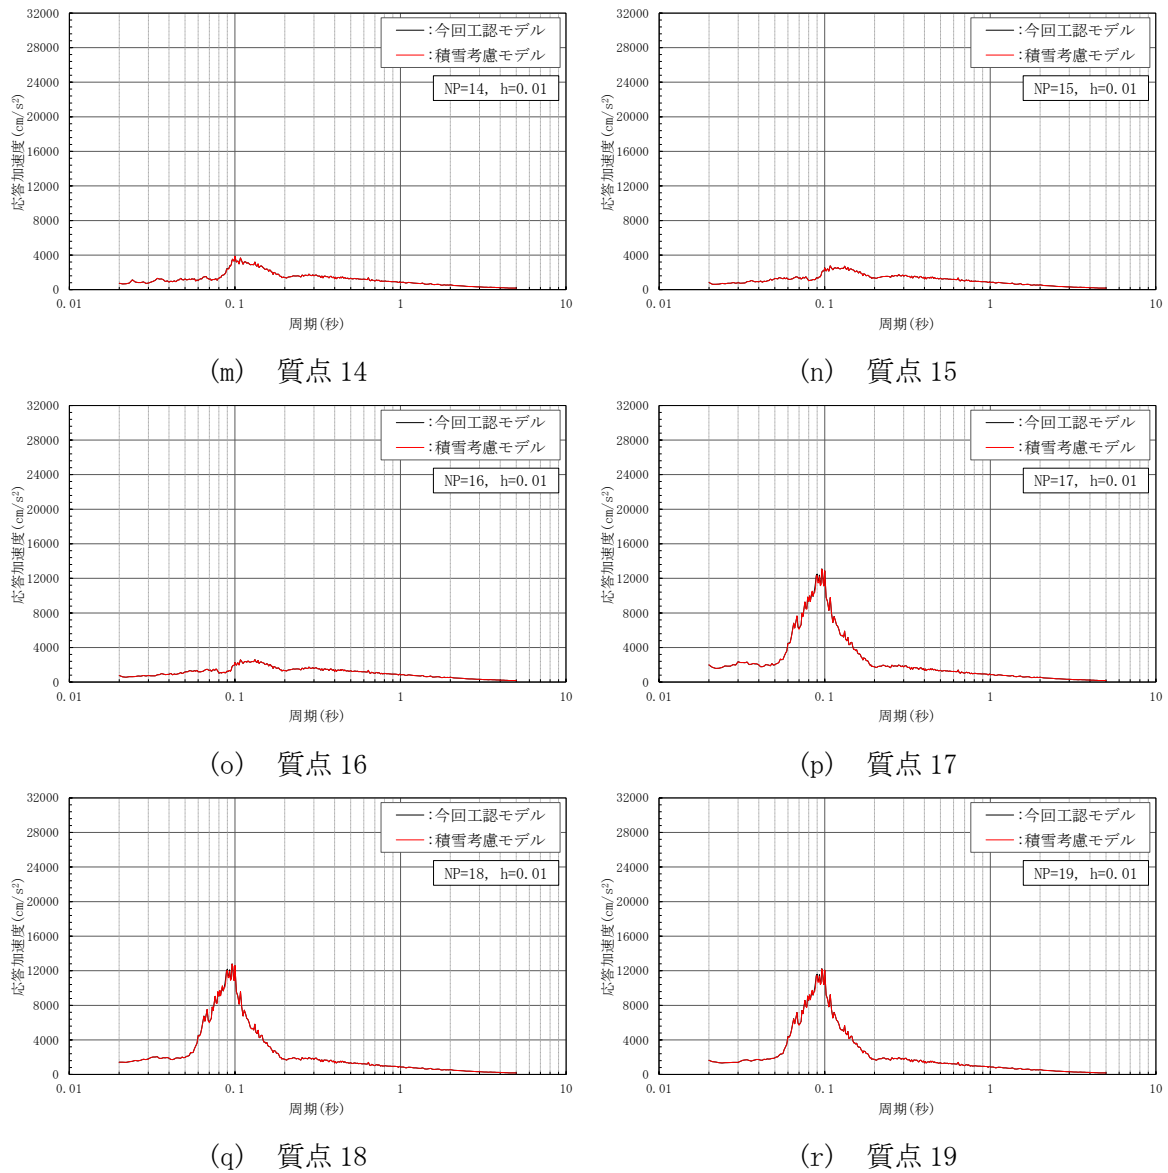 32000
28000
24000
20000
16000
12000
8000
4000
0
応答加速度(cm/s²)
0.01
0.1
1
10
周期(秒)
―:今回工認モデル
―:積雪考慮モデル
NP=14, h=0.01
(m) 質点 14
32000
28000
24000
20000
16000
12000
8000
4000
0
応答加速度(cm/s²)
0.01
0.1
1
10
周期(秒)
―:今回工認モデル
―:積雪考慮モデル
NP=15, h=0.01
(n) 質点 15
32000
28000
24000
20000
16000
12000
8000
4000
0
応答加速度(cm/s²)
0.01
0.1
1
10
周期(秒)
―:今回工認モデル
―:積雪考慮モデル
NP=16, h=0.01
(o) 質点 16
32000
28000
24000
20000
16000
12000
8000
4000
0
応答加速度(cm/s²)
0.01
0.1
1
10
周期(秒)
―:今回工認モデル
―:積雪考慮モデル
NP=17, h=0.01
(p) 質点 17
32000
28000
24000
20000
16000
12000
8000
4000
0
応答加速度(cm/s²)
0.01
0.1
1
10
周期(秒)
―:今回工認モデル
―:積雪考慮モデル
NP=18, h=0.01
(q) 質点 18
32000
28000
24000
20000
16000
12000
8000
4000
0
応答加速度(cm/s²)
0.01
0.1
1
10
周期(秒)
―:今回工認モデル
―:積雪考慮モデル
NP=19, h=0.01
(r) 質点 19